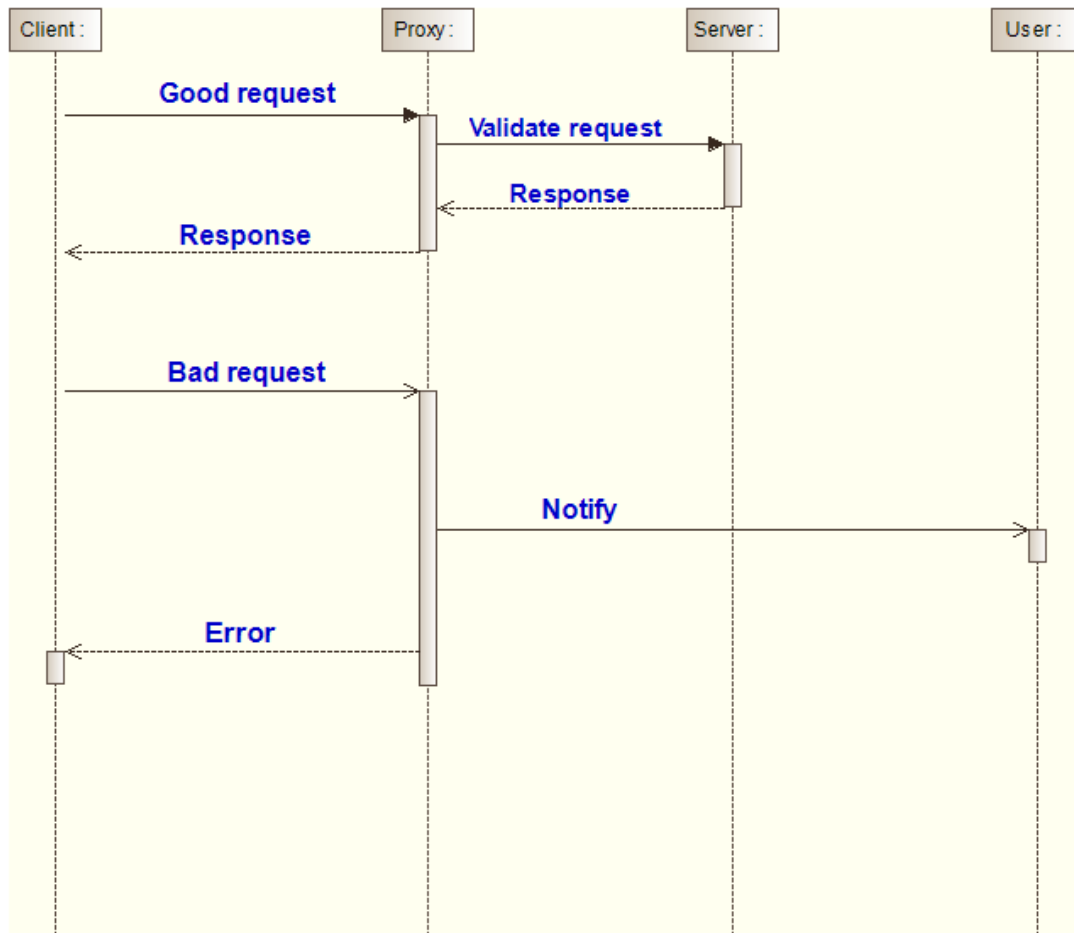 Client :
Proxy :
Server :
User :
Good request
Validate request
Response
Response
Bad request
Notify
Error